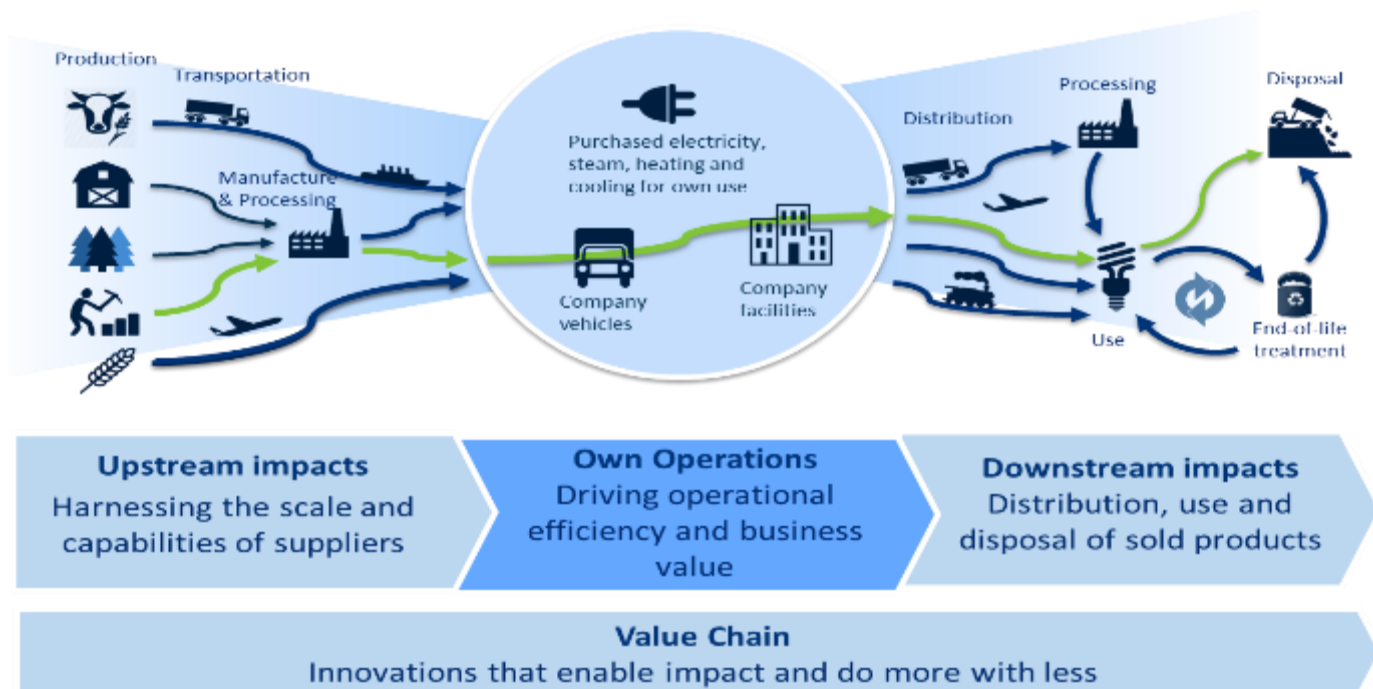 Production
Transportation
Manufacture
& Processing
Purchased electricity,
steam, heating and
cooling for own use
Company
vehicles
Company
facilities
Distribution
Processing
Disposal
Use
End-of-life
treatment
Upstream impacts
Harnessing the scale and
capabilities of suppliers
Own Operations
Driving operational
efficiency and business
value
Downstream impacts
Distribution, use and
disposal of sold products
Value Chain
Innovations that enable impact and do more with less